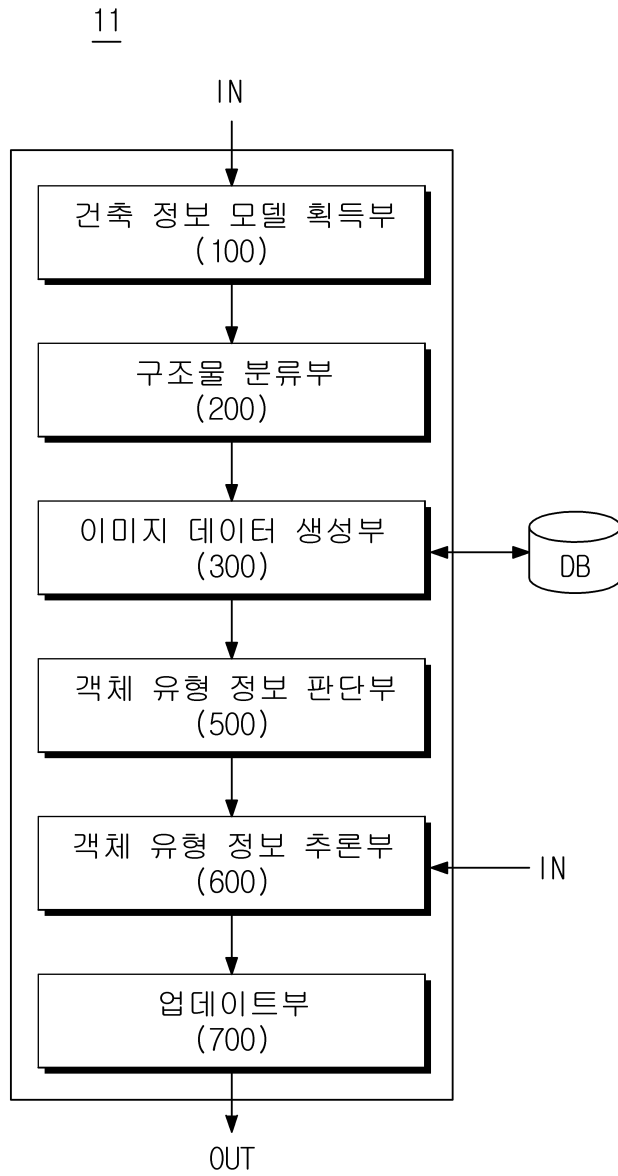 11
IN
건축 정보 모델 획득부
(100)
구조물 분류부
(200)
이미지 데이터 생성부
(300)
DB
객체 유형 정보 판단부
(500)
객체 유형 정보 추론부
(600)
IN
업데이트부
(700)
OUT